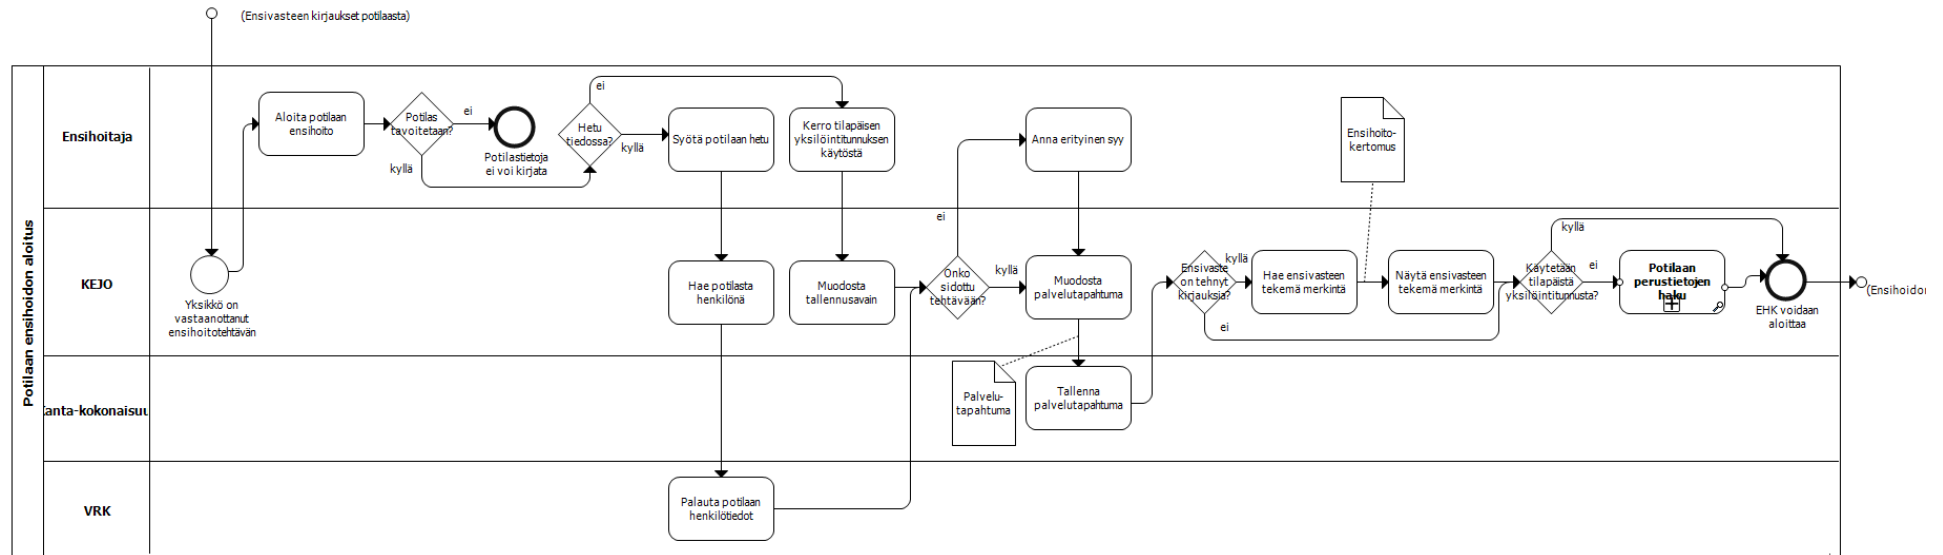 (Ensivasteen kirjaukset potilaasta)
Potilaan ensihoidon aloitus
Ensihoitaja
Aloita potilaan
ensihoito
Potilas
tavoitetaan?
ei
kyllä
Potilastietoja
ei voi kirjata
Hetu
tiedossa?
ei
kyllä
Syötä potilaan hetu
Kerro tilapäisen
yksilöintitunnuksen
käytöstä
Anna erityinen syy
Ensihoito-
kertomus
KEJO
Yksikkö on
vastaanottanut
ensihoitotehtävän
Hae potilasta
henkilönä
Muodosta
tallennusavain
Onko
sidottu
tehtävään?
ei
kyllä
Muodosta
palvelutapahtuma
Ensivaste
on tehnyt
kirjauksia?
kyllä
ei
Hae ensivasteen
tekemä merkintä
Näytä ensivasteen
tekemä merkintä
Käytetään
tilapäistä
yksilöintitunnusta?
kyllä
ei
Potilaan
perustietojen
haku
EHK voidaan
aloittaa
(Ensihoidon
Kanta-kokonaisuu
Palvelu-
tapahtuma
Tallenna
palvelutapahtuma
VRK
Palauta potilaan
henkilötiedot